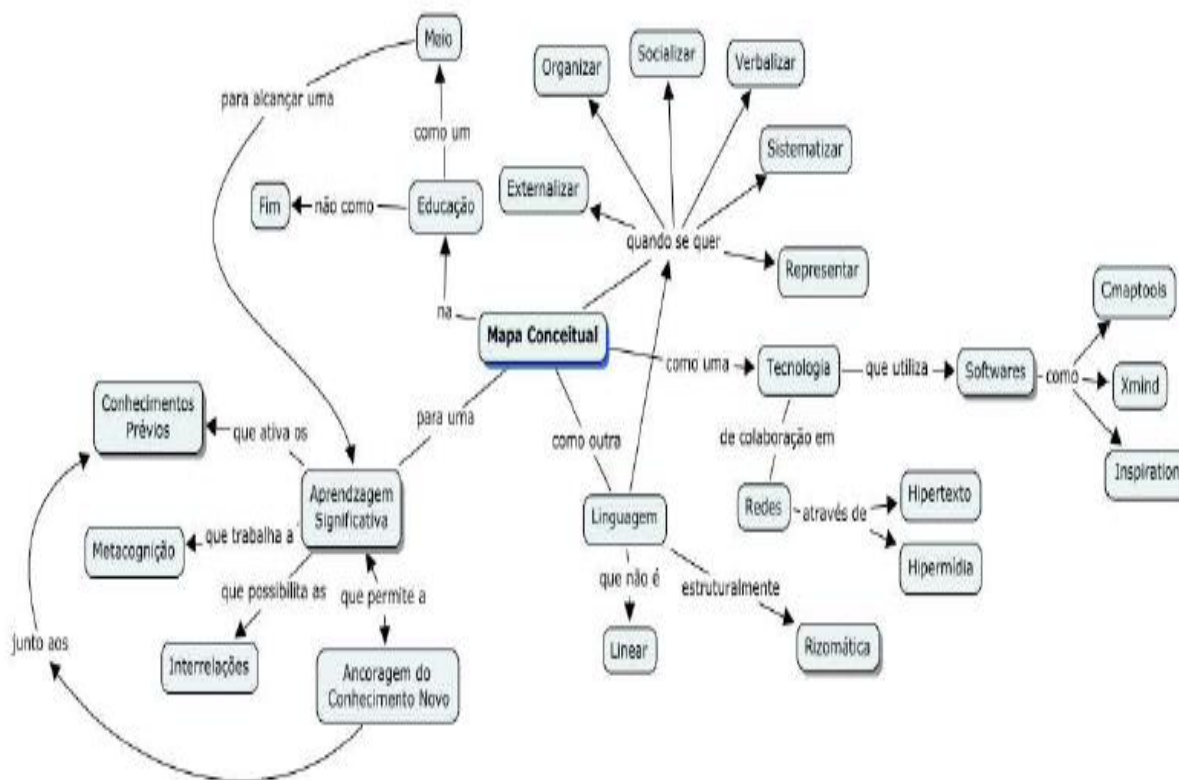 Meio
Socializar
Organizar
Verbalizar
para alcançar uma
como um
Sistematizar
Externalizar
Fim
não como
Educação
quando se quer
Representar
na
Mapa Conceitual
Cmaptools
como uma
Tecnologia
que utiliza
Softwares
como
Xmind
Conhecimentos
Prévios
que ativa os
para uma
como outra
de colaboração em
Inspiration
Aprendzagem
Significativa
Linguagem
Redes
através de
Hipertexto
Hipermídia
Metacognição
que trabalha a
que possibilita as
que permite a
que não é
estruturalmente
junto aos
Interrelações
Ancoragem do
Conhecimento Novo
Linear
Rizomática